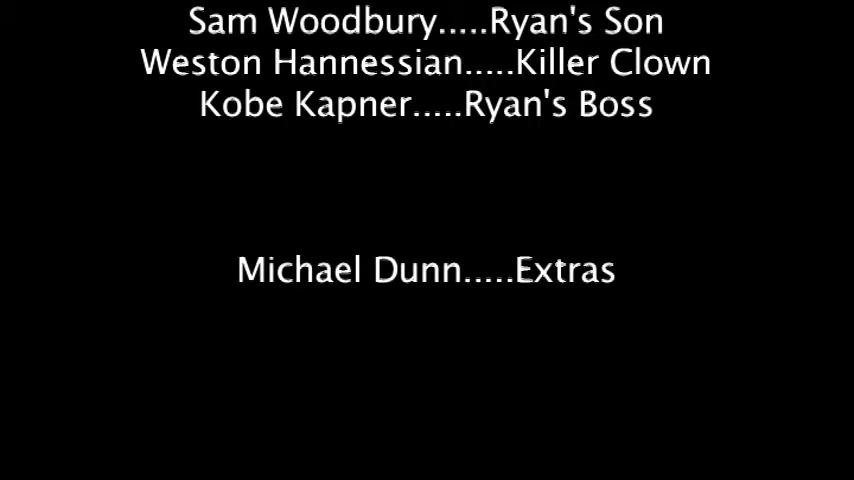 Sam Woodbury.....Ryan's Son
Weston Hannessian.....Killer Clown
Kobe Kapner.....Ryan's Boss
Michael Dunn.....Extras